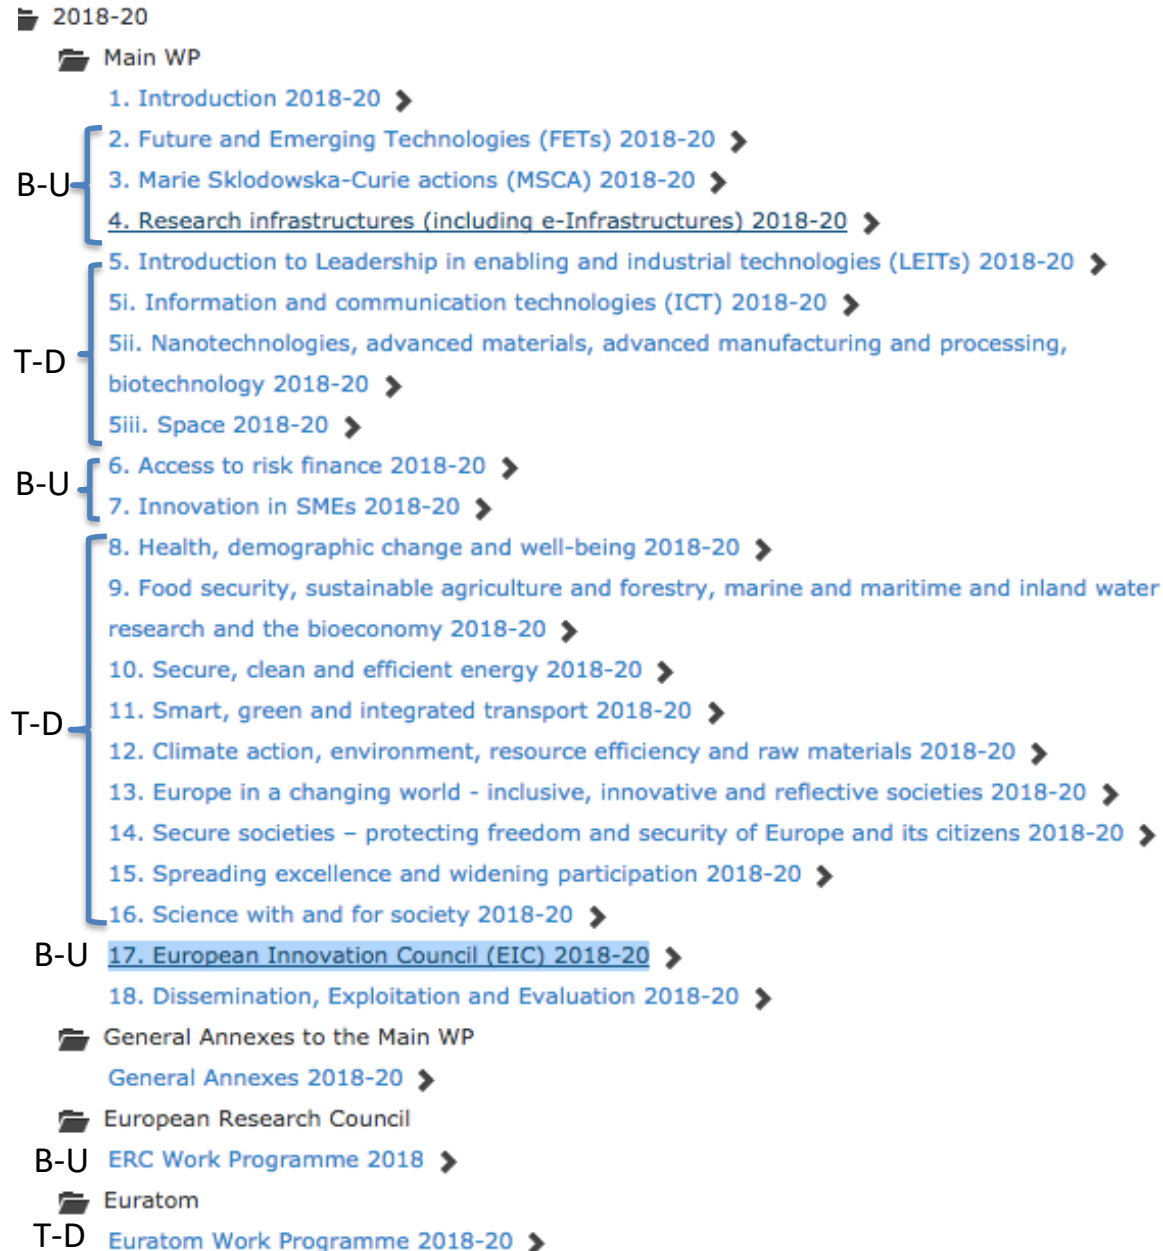 2018-20
Main WP
1. Introduction 2018-20
2. Future and Emerging Technologies (FETs) 2018-20
B-U
3. Marie Sklodowska-Curie actions (MSCA) 2018-20
4. Research infrastructures (including e-Infrastructures) 2018-20
5. Introduction to Leadership in enabling and industrial technologies (LEITs) 2018-20
5i. Information and communication technologies (ICT) 2018-20
T-D
5ii. Nanotechnologies, advanced materials, advanced manufacturing and processing,
biotechnology 2018-20
5iii. Space 2018-20
B-U
6. Access to risk finance 2018-20
7. Innovation in SMEs 2018-20
8. Health, demographic change and well-being 2018-20
9. Food security, sustainable agriculture and forestry, marine and maritime and inland water
research and the bioeconomy 2018-20
10. Secure, clean and efficient energy 2018-20
T-D
11. Smart, green and integrated transport 2018-20
12. Climate action, environment, resource efficiency and raw materials 2018-20
13. Europe in a changing world - inclusive, innovative and reflective societies 2018-20
14. Secure societies – protecting freedom and security of Europe and its citizens 2018-20
15. Spreading excellence and widening participation 2018-20
16. Science with and for society 2018-20
B-U 17. European Innovation Council (EIC) 2018-20
18. Dissemination, Exploitation and Evaluation 2018-20
General Annexes to the Main WP
General Annexes 2018-20
European Research Council
B-U ERC Work Programme 2018
Euratom
T-D Euratom Work Programme 2018-20